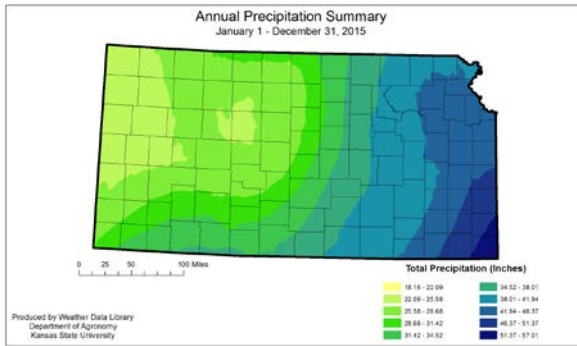 Annual Precipitation Summary
January 1 - December 31, 2015
0 25 50 100 Miles
Total Precipitation (Inches)
18.16 - 22.09
22.09 - 25.58
25.58 - 28.68
28.68 - 31.42
31.42 - 34.52
34.52 - 38.01
38.01 - 41.94
41.94 - 46.37
46.37 - 51.37
51.37 - 57.01
Produced by Weather Data Library
Department of Agronomy
Kansas State University